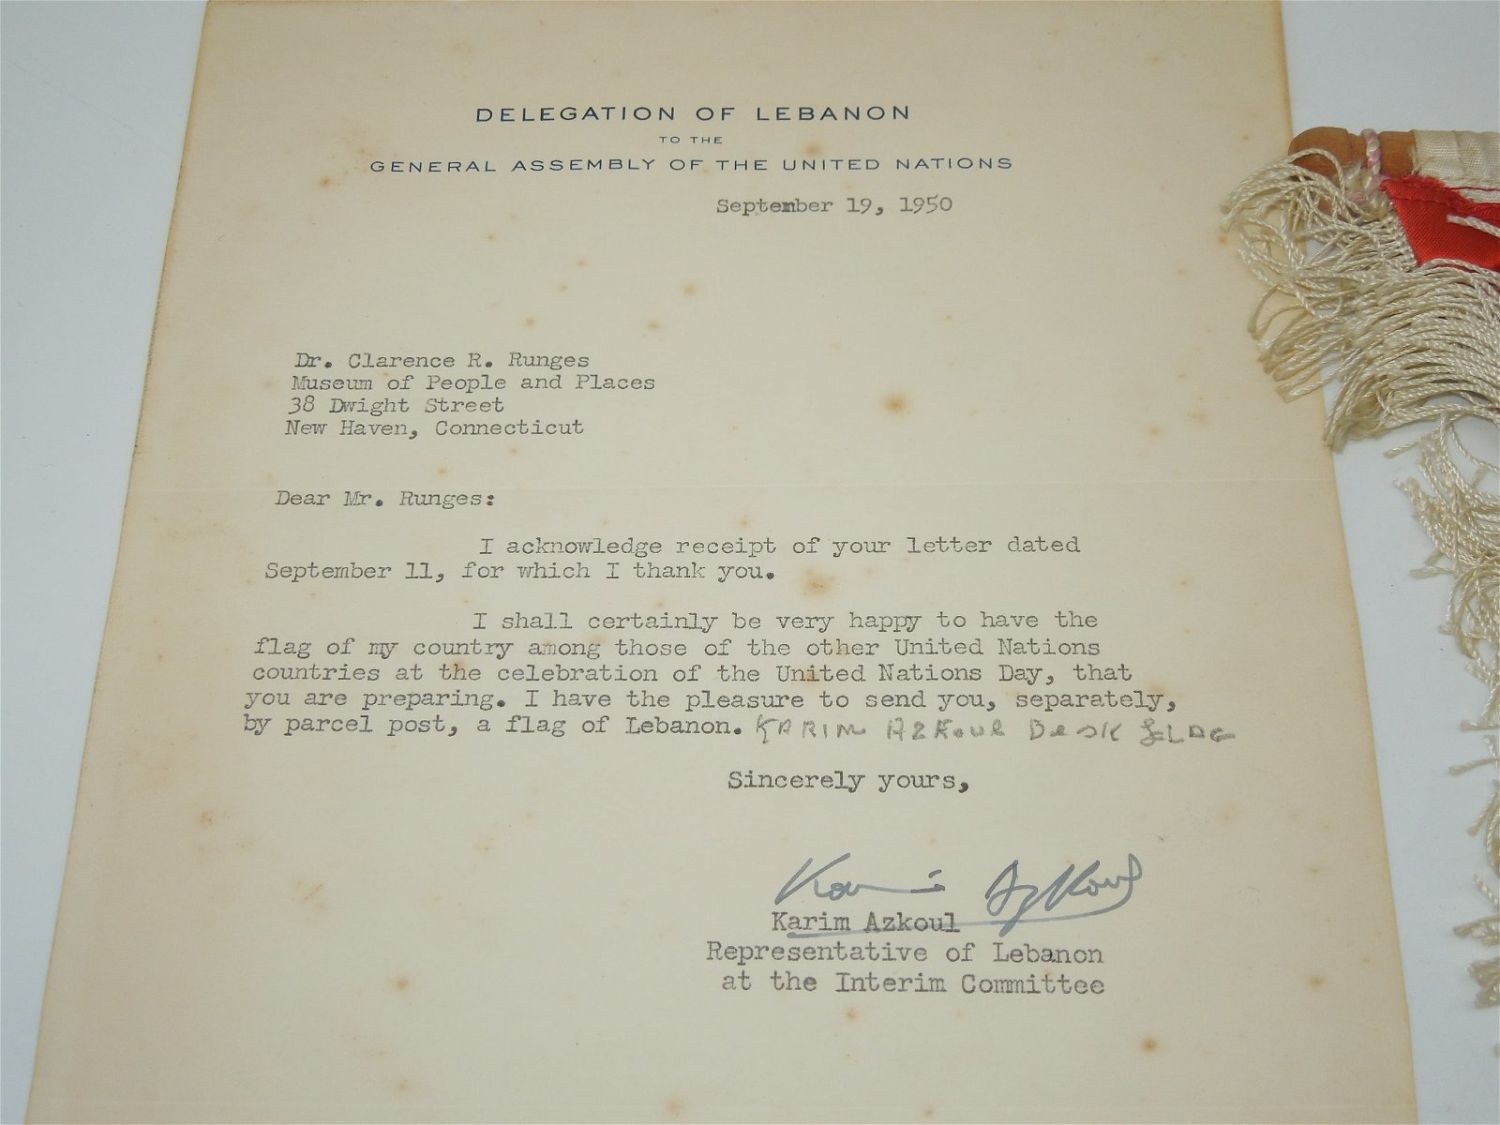 DELEGATION OF LEBANON
TO THE
GENERAL ASSEMBLY OF THE UNITED NATIONS
September 19, 1950
Dr. Clarence R. Runges
Museum of People and Places
38 Dwight Street
New Haven, Connecticut
Dear Mr. Runges:
I acknowledge receipt of your letter dated
September 11, for which I thank you.
I shall certainly be very happy to have the
flag of my country among those of the other United Nations
countries at the celebration of the United Nations Day, that
you are preparing. I have the pleasure to send you, separately,
by parcel post, a flag of Lebanon. KARIM AZKoul Desk
Sincerely yours,
Karim Azkoul
Karim Azkoul
Representative of Lebanon
at the Interim Committee